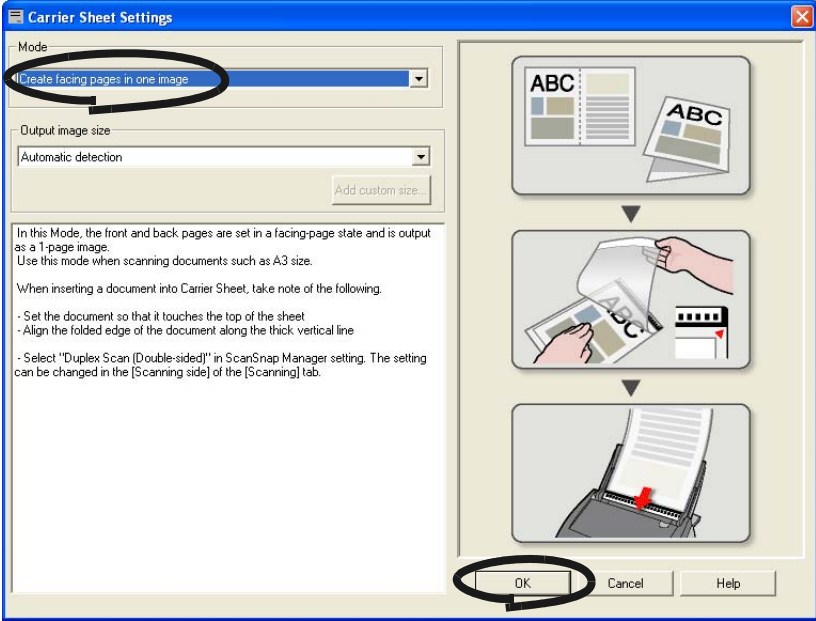 Carrier Sheet Settings
Mode
Create facing pages in one image
Output image size
Automatic detection
Add custom size...
In this Mode, the front and back pages are set in a facing-page state and is output
as a 1-page image.
Use this mode when scanning documents such as A3 size.
When inserting a document into Carrier Sheet, take note of the following.
- Set the document so that it touches the top of the sheet
- Align the folded edge of the document along the thick vertical line
- Select "Duplex Scan (Double-sided)" in ScanSnap Manager setting. The setting
can be changed in the [Scanning side] of the [Scanning] tab.
ABC
ABC
ABC
OK
Cancel
Help